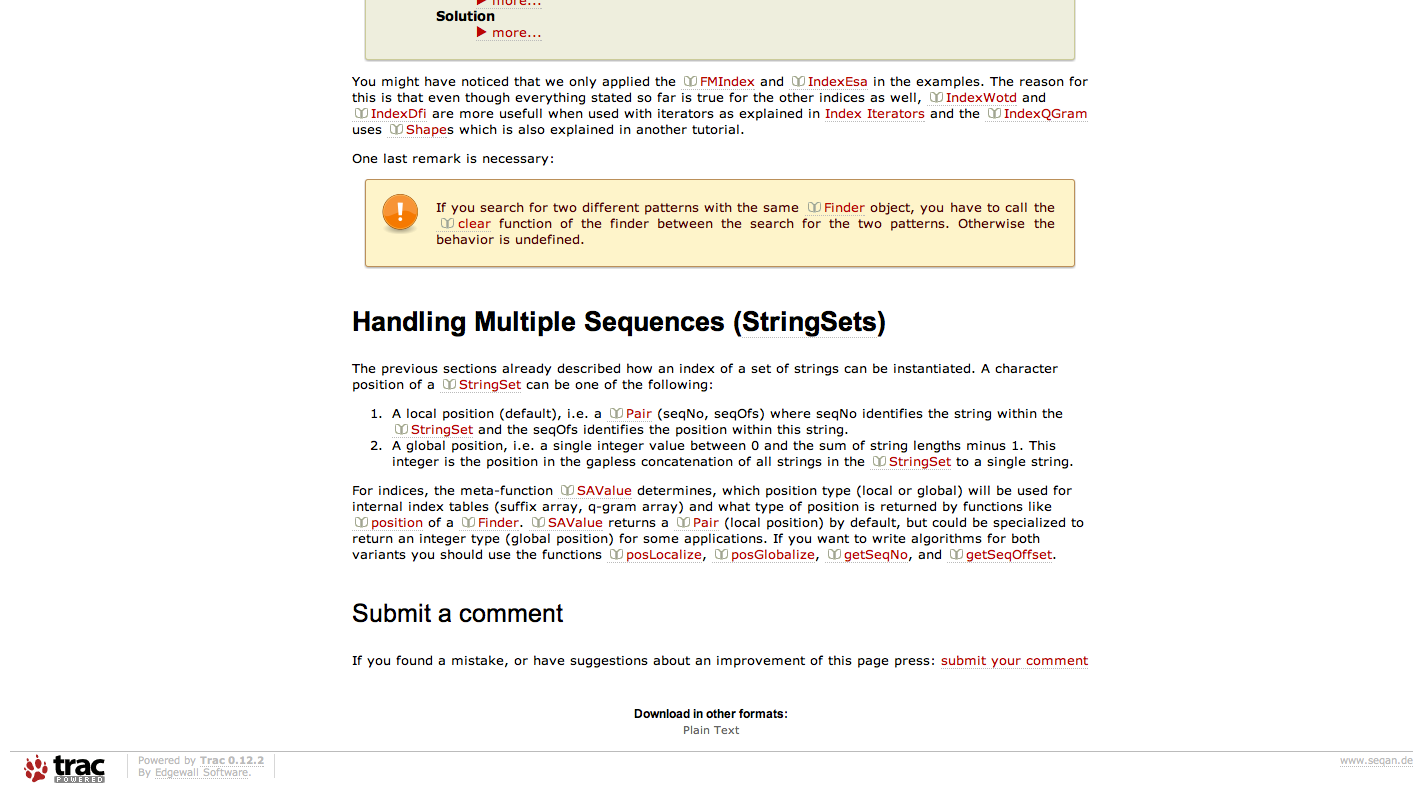 ▶ more...
Solution
▶ more...
You might have noticed that we only applied the FMIndex and IndexEsa in the examples. The reason for
this is that even though everything stated so far is true for the other indices as well, IndexWotd and
IndexDfi are more usefull when used with iterators as explained in Index Iterators and the IndexQGram
uses Shapes which is also explained in another tutorial.
One last remark is necessary:
If you search for two different patterns with the same Finder object, you have to call the
clear function of the finder between the search for the two patterns. Otherwise the
behavior is undefined.
Handling Multiple Sequences (StringSets)
The previous sections already described how an index of a set of strings can be instantiated. A character
position of a StringSet can be one of the following:
1. A local position (default), i.e. a Pair (seqNo, seqOfs) where seqNo identifies the string within the
StringSet and the seqOfs identifies the position within this string.
2. A global position, i.e. a single integer value between 0 and the sum of string lengths minus 1. This
integer is the position in the gapless concatenation of all strings in the StringSet to a single string.
For indices, the meta-function SAValue determines, which position type (local or global) will be used for
internal index tables (suffix array, q-gram array) and what type of position is returned by functions like
position of a Finder. SAValue returns a Pair (local position) by default, but could be specialized to
return an integer type (global position) for some applications. If you want to write algorithms for both
variants you should use the functions posLocalize, posGlobalize, getSeqNo, and getSeqOffset.
Submit a comment
If you found a mistake, or have suggestions about an improvement of this page press: submit your comment
Download in other formats:
Plain Text
trac
POWERED
Powered by Trac 0.12.2
By Edgewall Software.
www.seqan.de